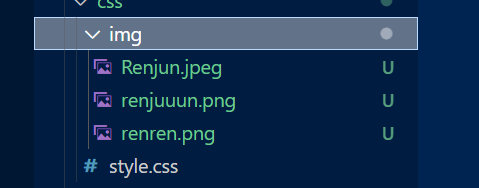 css
img
Renjun.jpeg U
renjuuun.png U
renren.png U
# style.css